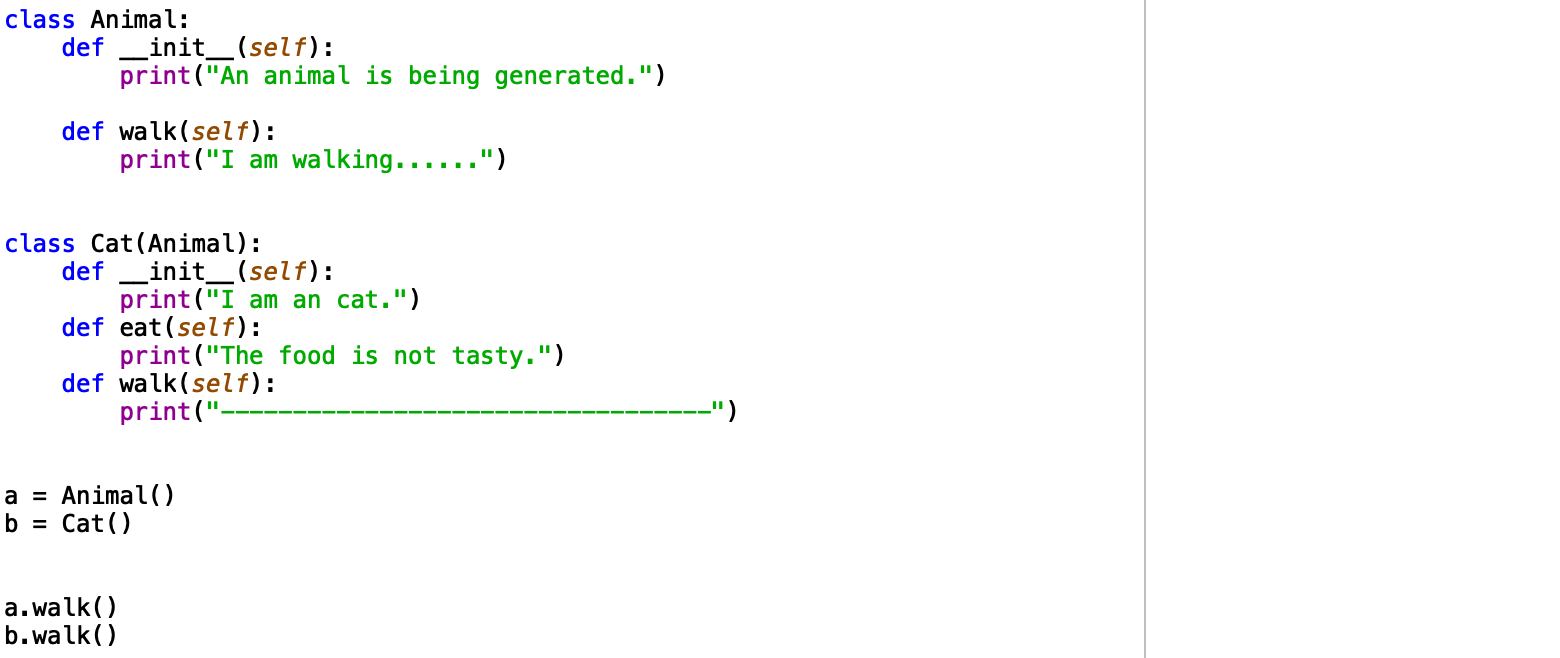 class Animal:
    def __init__(self):
        print("An animal is being generated.")
    def walk(self):
        print("I am walking......")
class Cat(Animal):
    def __init__(self):
        print("I am an cat.")
    def eat(self):
        print("The food is not tasty.")
    def walk(self):
        print("----------------------------------")
a = Animal()
b = Cat()
a.walk()
b.walk()